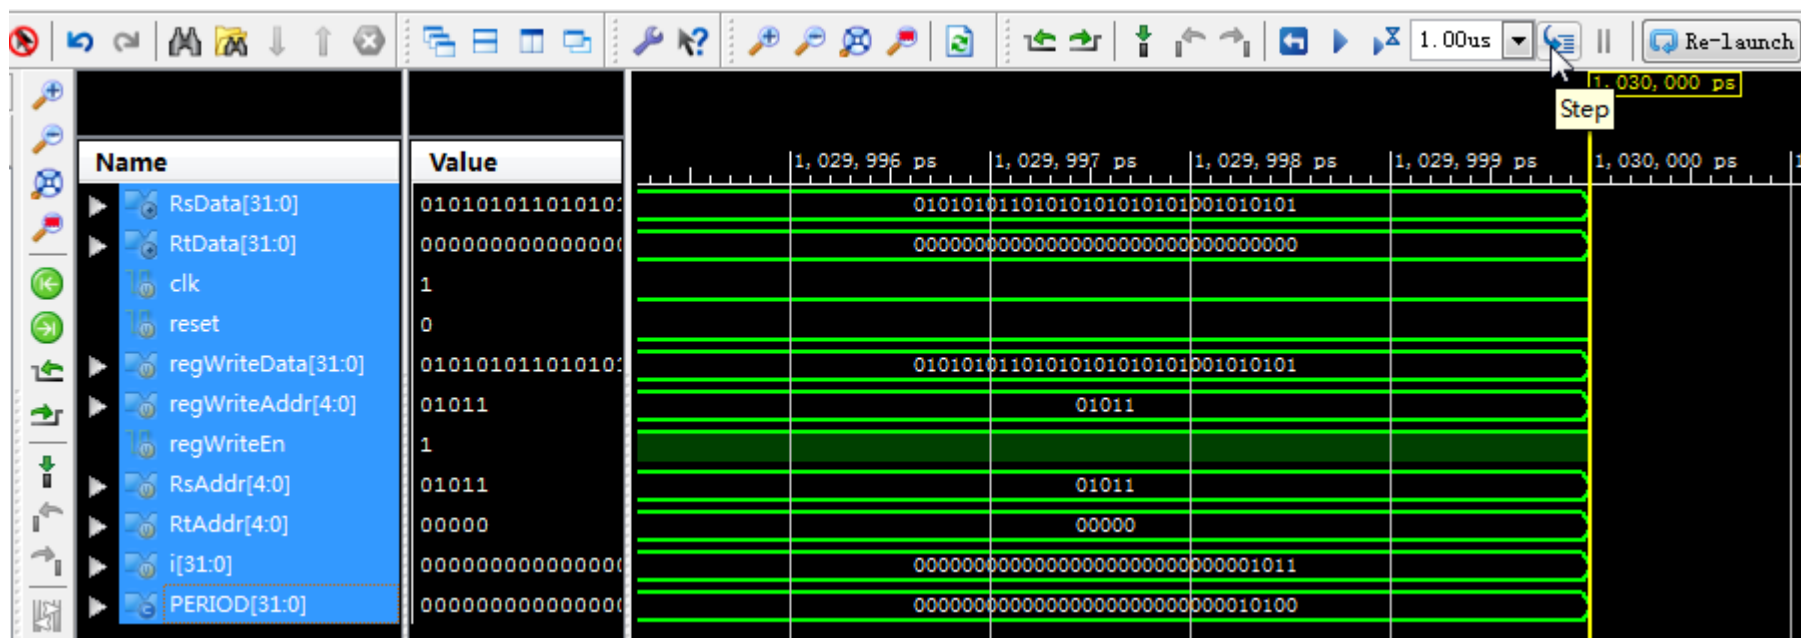 1.00us
Re-launch
1,030,000 ps
Step
Name
Value
1,029,996 ps
1,029,997 ps
1,029,998 ps
1,029,999 ps
1,030,000 ps
RsData[31:0]
010101011010101
01010101101010101010101001010101
RtData[31:0]
000000000000000
00000000000000000000000000000000
clk
1
reset
0
regWriteData[31:0]
010101011010101
01010101101010101010101001010101
regWriteAddr[4:0]
01011
01011
regWriteEn
1
RsAddr[4:0]
01011
01011
RtAddr[4:0]
00000
00000
i[31:0]
000000000000000
00000000000000000000000000001011
PERIOD[31:0]
000000000000000
00000000000000000000000000010100